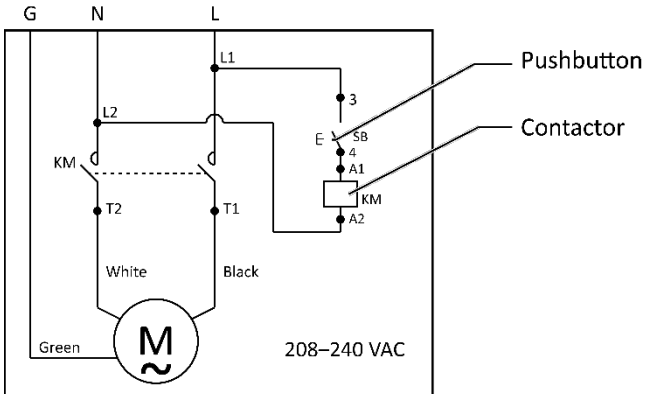 G N L
L1
Pushbutton
3
L2
E SB
4
Contactor
KM
A1
KM
T2 T1
A2
White Black
M
~
Green
208–240 VAC